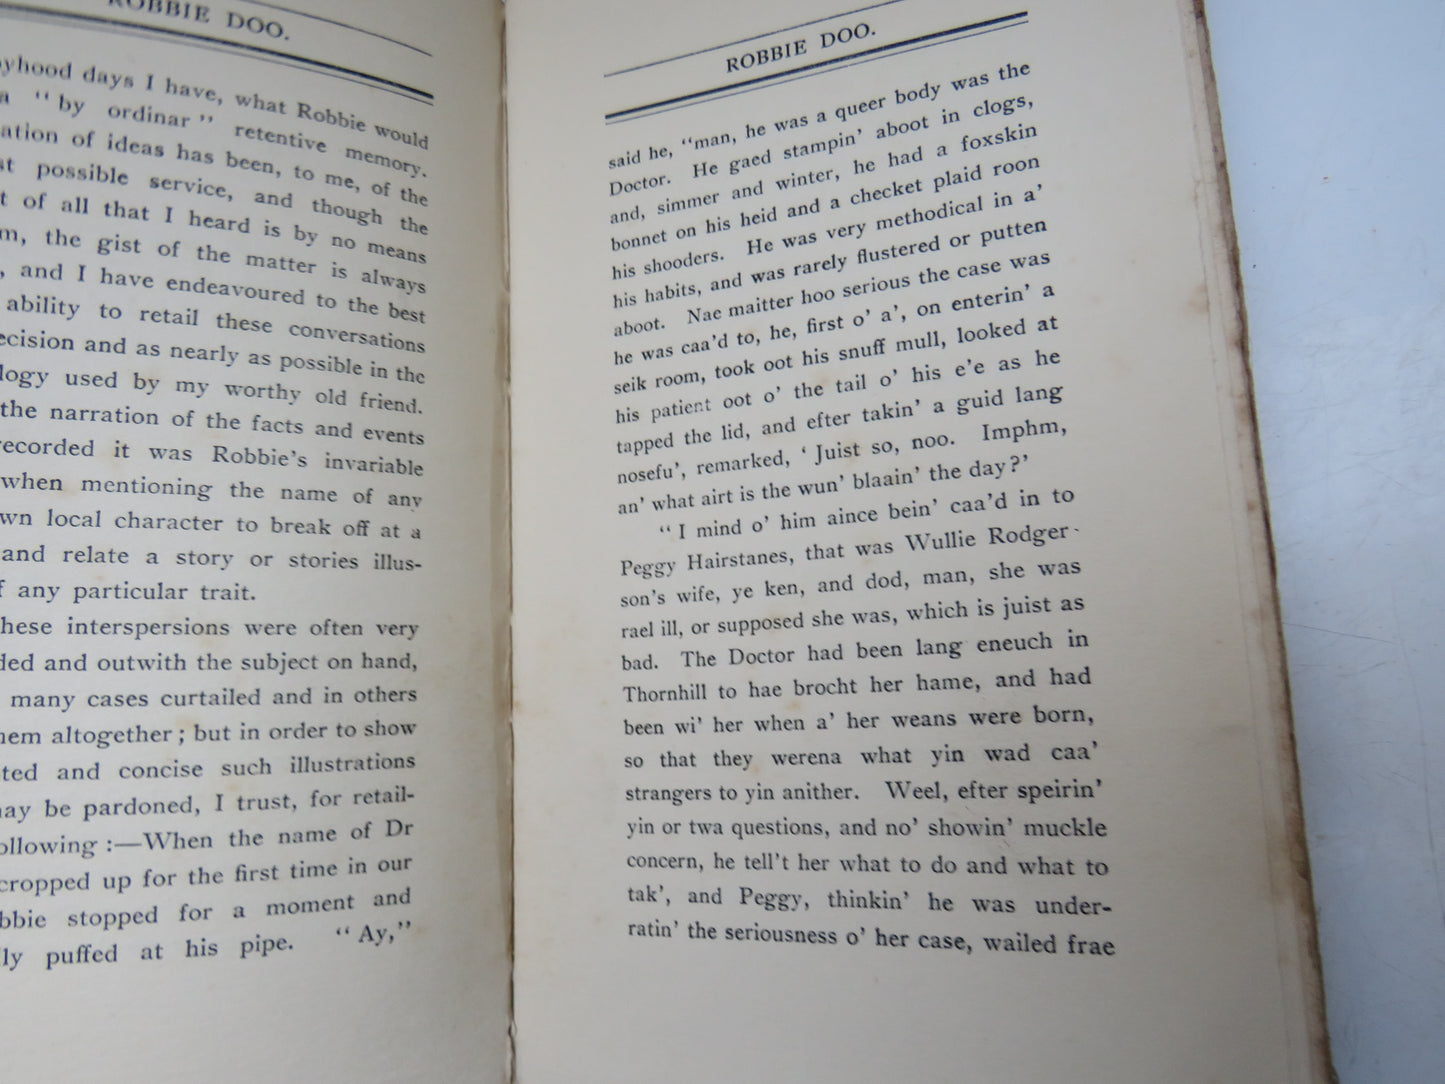 ROBBIE DOO.
days I have, what Robbie would
a "by ordinar" retentive memory.
of ideas has been, to me, of the
possible service, and though the
of all that I heard is by no means
the gist of the matter is always
and I have endeavoured to the best
ability to retail these conversations
and as nearly as possible in the
used by my worthy old friend.
the narration of the facts and events
recorded it was Robbie's invariable
when mentioning the name of any
local character to break off at a
and relate a story or stories illus-
any particular trait.
these interspersions were often very
and outwith the subject on hand,
many cases curtailed and in others
altogether; but in order to show
and concise such illustrations
be pardoned, I trust, for retail-
:—When the name of Dr
cropped up for the first time in our
stopped for a moment and
puffed at his pipe. "Ay,"
ROBBIE DOO.
said he, "man, he was a queer body was the
Doctor. He gaed stampin' aboot in clogs,
and, simmer and winter, he had a foxskin
bonnet on his heid and a checket plaid roon
his shooders. He was very methodical in a'
his habits, and was rarely flustered or putten
aboot. Nae maitter hoo serious the case was
he was caa'd to, he, first o' a', on enterin' a
seik room, took oot his snuff mull, looked at
his patient oot o' the tail o' his e'e as he
tapped the lid, and efter takin' a guid lang
nosefu', remarked, 'Juist so, noo. Imphm,
an' what airt is the wun' blaain' the day?'
"I mind o' him aince bein' caa'd in to
Peggy Hairstanes, that was Wullie Rodger-
son's wife, ye ken, and dod, man, she was
rael ill, or supposed she was, which is juist as
bad. The Doctor had been lang eneuch in
Thornhill to hae brocht her hame, and had
been wi' her when a' her weans were born,
so that they werena what yin wad caa'
strangers to yin anither. Weel, efter speirin'
yin or twa questions, and no' showin' muckle
concern, he tell't her what to do and what to
tak', and Peggy, thinkin' he was under-
ratin' the seriousness o' her case, wailed frae